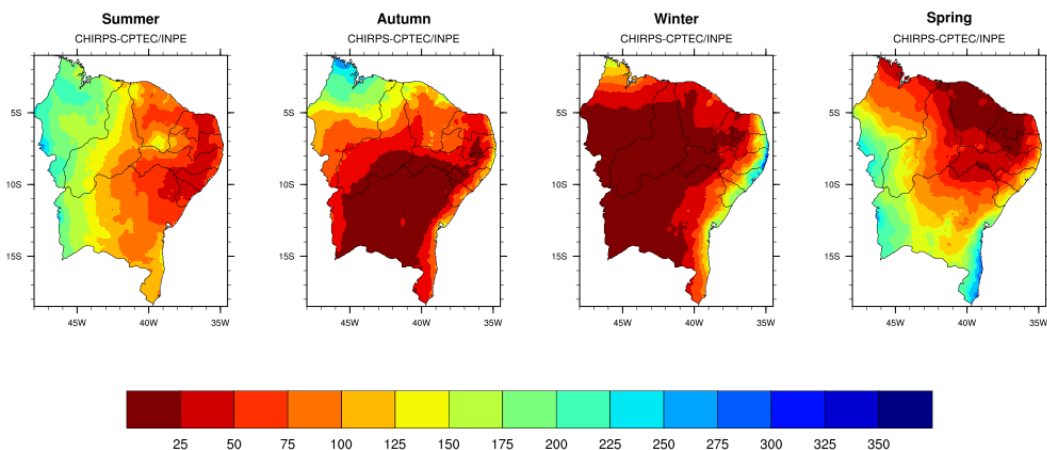 Summer
CHIRPS-CPTEC/INPE
5S
10S
15S
45W 40W 35W
Autumn
CHIRPS-CPTEC/INPE
5S
10S
15S
45W 40W 35W
Winter
CHIRPS-CPTEC/INPE
5S
10S
15S
45W 40W 35W
Spring
CHIRPS-CPTEC/INPE
5S
10S
15S
45W 40W 35W
25 50 75 100 125 150 175 200 225 250 275 300 325 350